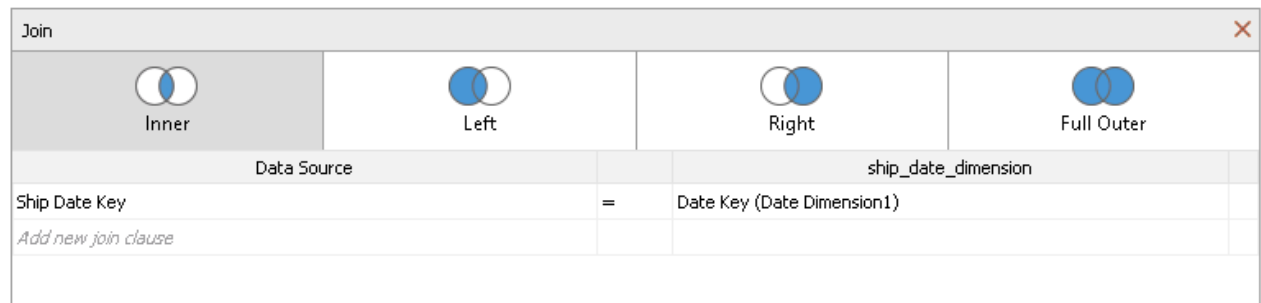 Join
Inner Left Right Full Outer
Data Source ship_date_dimension
Ship Date Key = Date Key (Date Dimension1)
Add new join clause